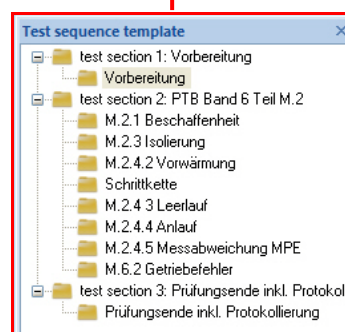 Test sequence template
test section 1: Vorbereitung
Vorbereitung
test section 2: PTB Band 6 Teil M.2
M.2.1 Beschaffenheit
M.2.3 Isolierung
M.2.4.2 Vorwärmung
Schrittkette
M.2.4 3 Leerlauf
M.2.4.4 Anlauf
M.2.4.5 Messabweichung MPE
M.6.2 Getriebefehler
test section 3: Prüfungsende inkl. Protokol
Prüfungsende inkl. Protokollierung